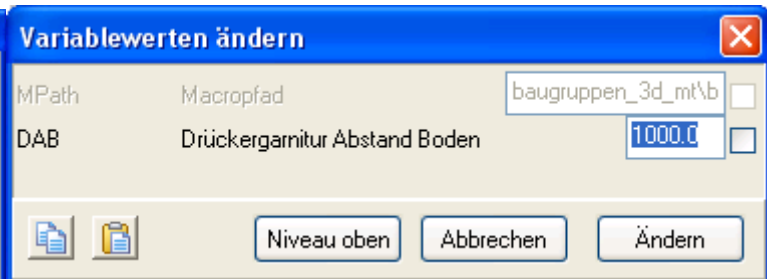 Variablewerten ändern
MPath Macropfad baugruppen_3d_mt\b
DAB Drückergarnitur Abstand Boden 1000.0
Niveau oben Abbrechen Ändern